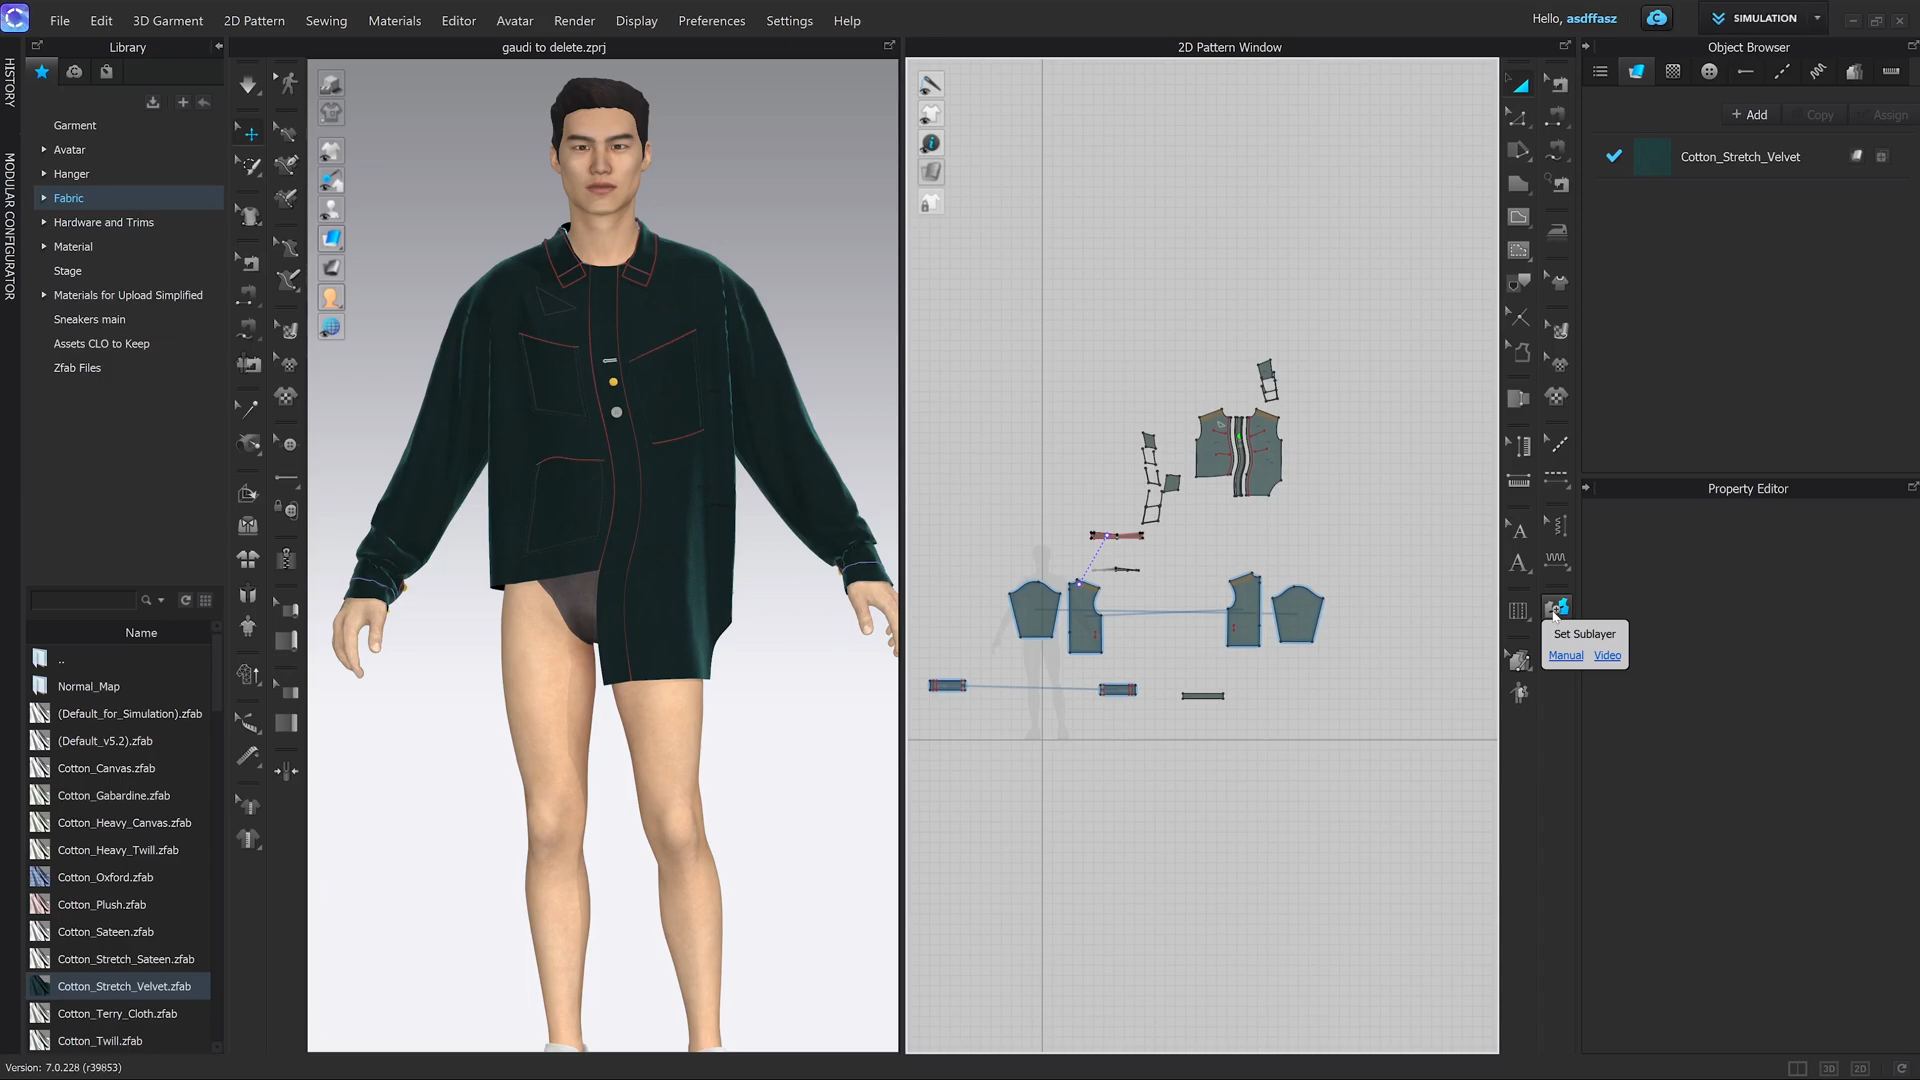 File Edit 3D Garment 2D Pattern Sewing Materials Editor Avatar Render Display Preferences Settings Help
Hello, asdffasz
SIMULATION
Library
gaudi to delete.zprj
2D Pattern Window
Object Browser
HISTORY
MODULAR CONFIGURATOR
Garment
Avatar
Hanger
Fabric
Hardware and Trims
Material
Stage
Materials for Upload Simplified
Sneakers main
Assets CLO to Keep
Zfab Files
Name
..
Normal_Map
(Default_for_Simulation).zfab
(Default_v5.2).zfab
Cotton_Canvas.zfab
Cotton_Gabardine.zfab
Cotton_Heavy_Canvas.zfab
Cotton_Heavy_Twill.zfab
Cotton_Oxford.zfab
Cotton_Plush.zfab
Cotton_Sateen.zfab
Cotton_Stretch_Sateen.zfab
Cotton_Stretch_Velvet.zfab
Cotton_Terry_Cloth.zfab
Cotton_Twill.zfab
A
A
Set Sublayer
Manual Video
+ Add Copy Assign
Cotton_Stretch_Velvet
Property Editor
Version: 7.0.228 (r39853)
3D 2D